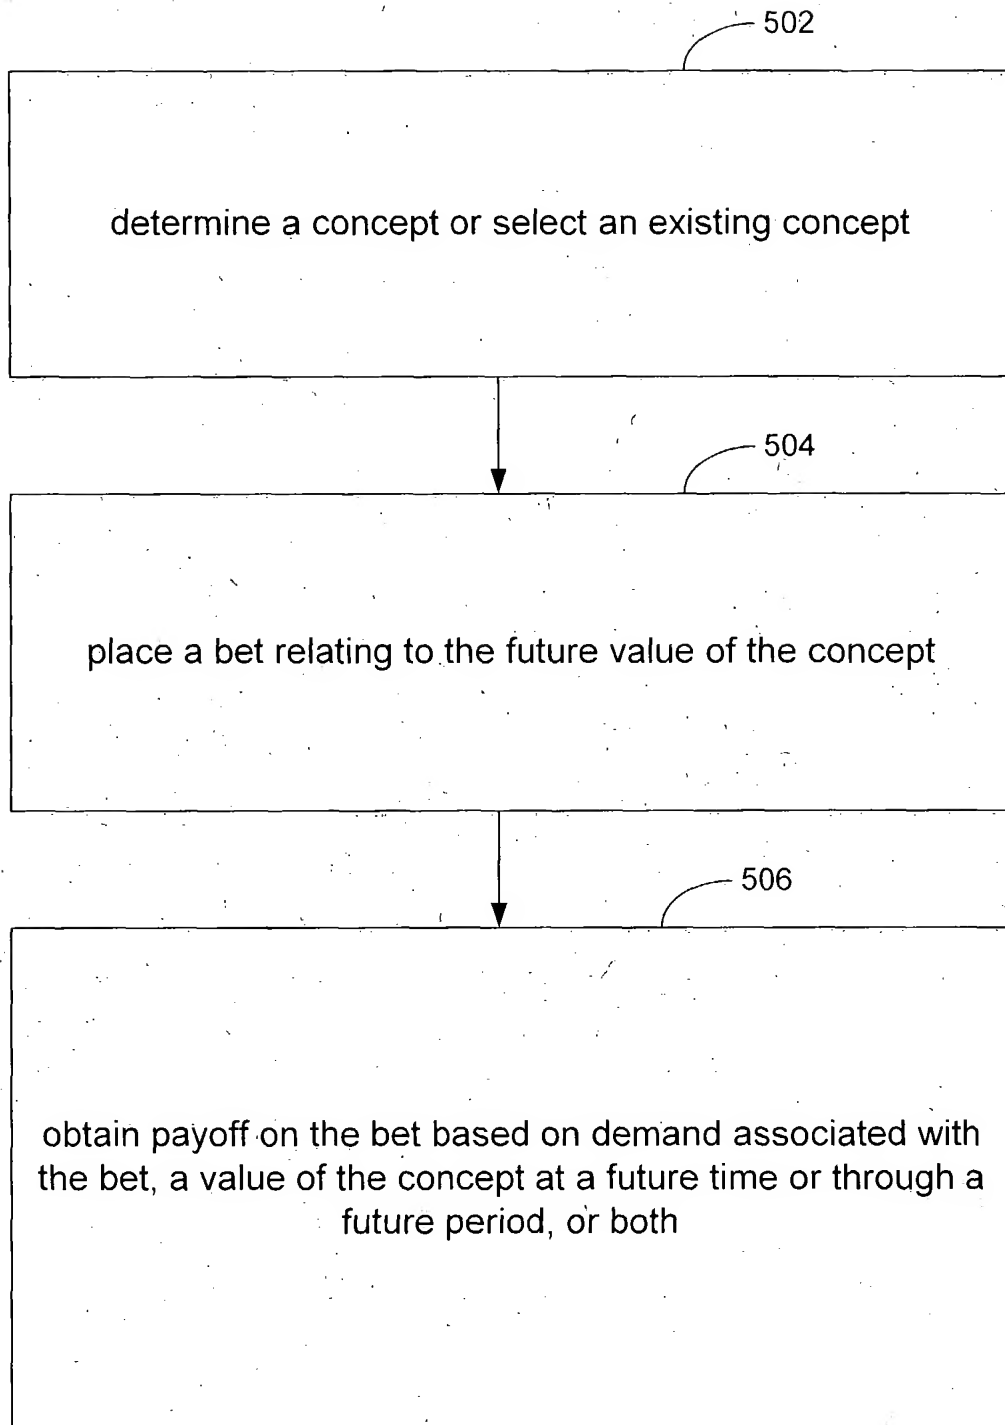 502
determine a concept or select an existing concept
504
place a bet relating to the future value of the concept
506
obtain payoff on the bet based on demand associated with
the bet, a value of the concept at a future time or through a
future period, or both